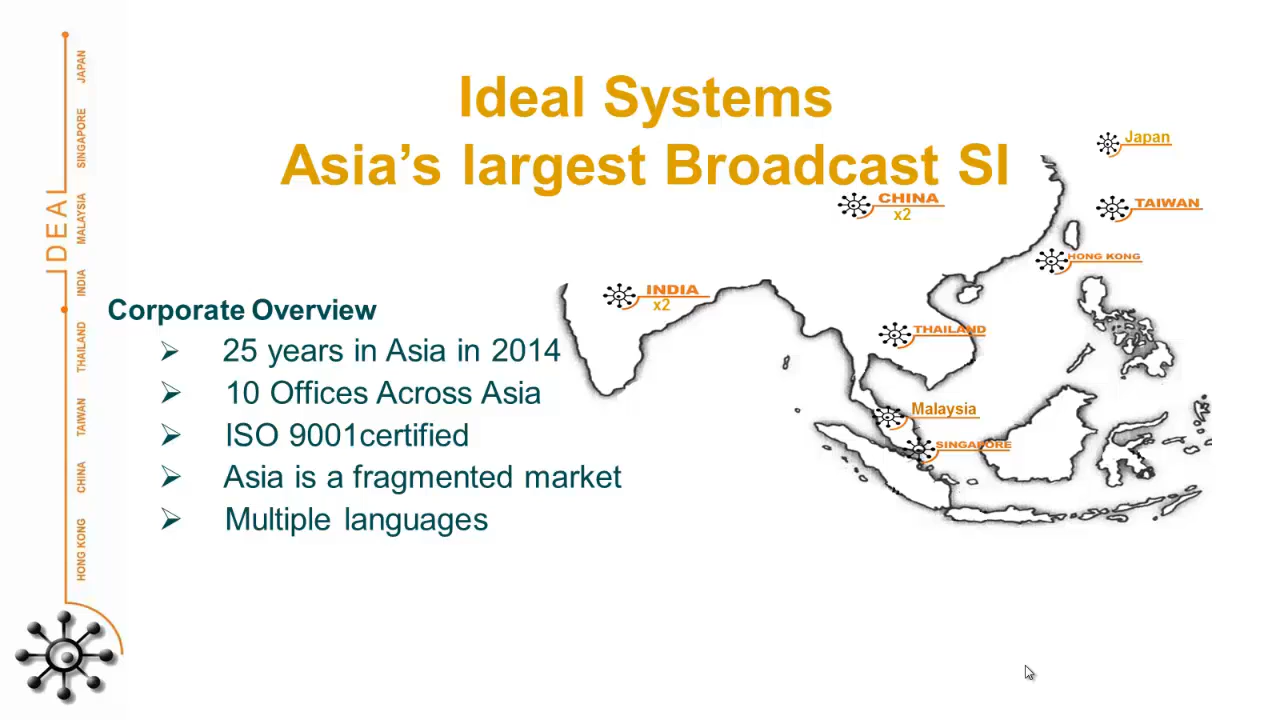 Ideal Systems
Asia’s largest Broadcast SI
Corporate Overview
25 years in Asia in 2014
10 Offices Across Asia
ISO 9001certified
Asia is a fragmented market
Multiple languages
Japan
CHINA
x2
TAIWAN
HONG KONG
INDIA
x2
THAILAND
Malaysia
SINGAPORE
IDEAL
HONG KONG CHINA TAIWAN THAILAND INDIA MALAYSIA SINGAPORE JAPAN